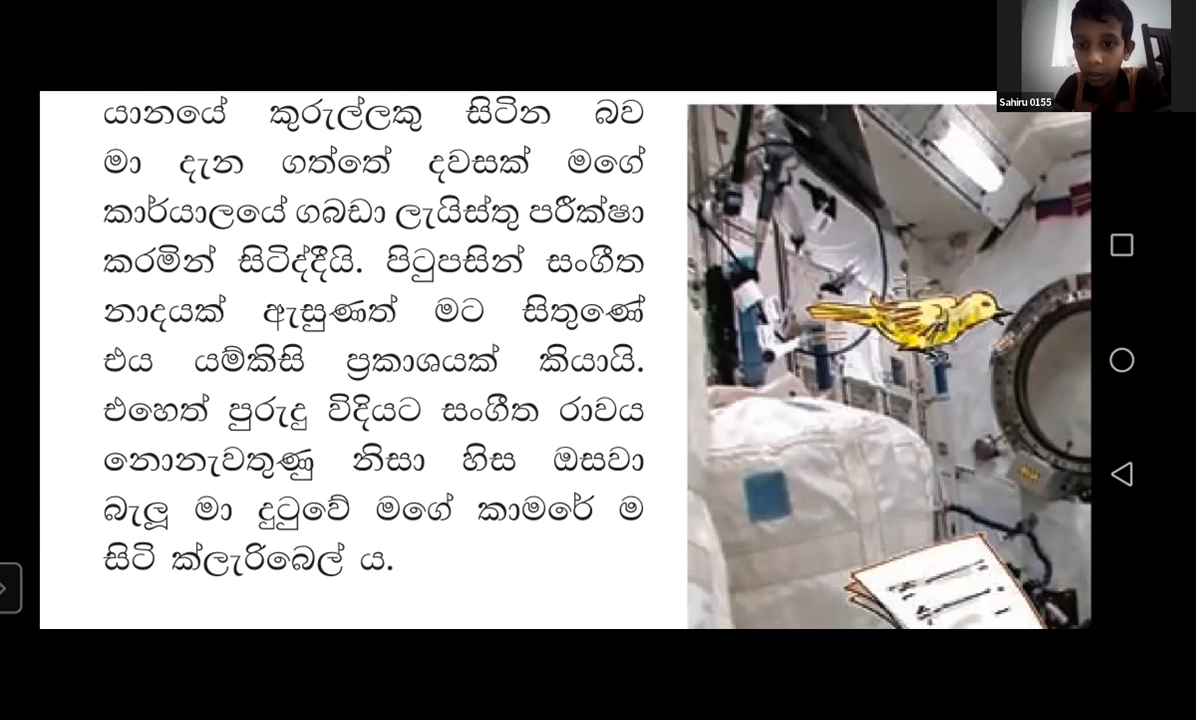 Sahiru 0155
යානයේ කුරුල්ලකු සිටින බව
මා දැන ගත්තේ දවසක් මගේ
කාර්යාලයේ ගබඩා ලැයිස්තු පරීක්ෂා
කරමින් සිටිද්දීයි. පිටුපසින් සංගීත
නාදයක් ඇසුණත් මට සිතුණේ
එය යම්කිසි ප්‍රකාශයක් කියායි.
එහෙත් පුරුදු විදියට සංගීත රාවය
නොනැවතුණු නිසා හිස ඔසවා
බැලූ මා දුටුවේ මගේ කාමරේ ම
සිටි ක්ලැරිබෙල් ය.